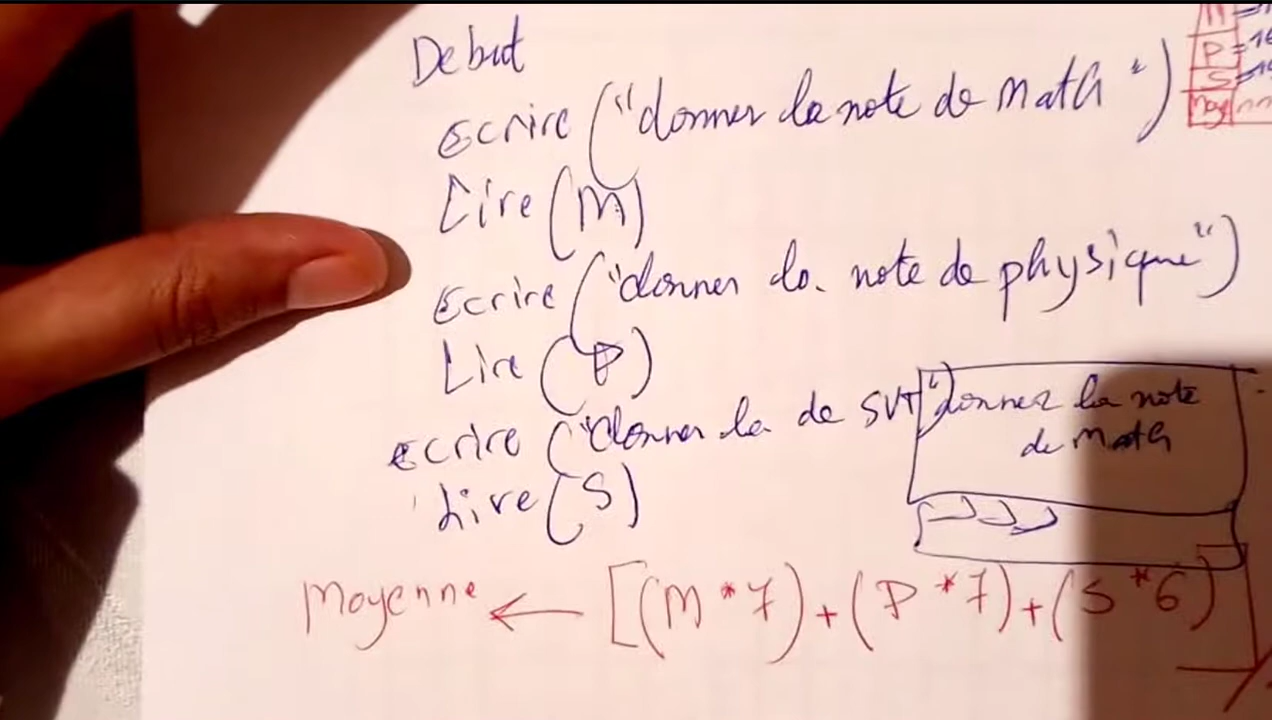 Debut
ecrire ("donner la note de math")
Lire (M)
ecrire ("donner la note de physique")
Lire (P)
ecrire ("donner la de SVT")
Lire (S)
donner la note
de math
Moyenne ← [(M * 7) + (P * 7) + (S * 6)]
P = 16